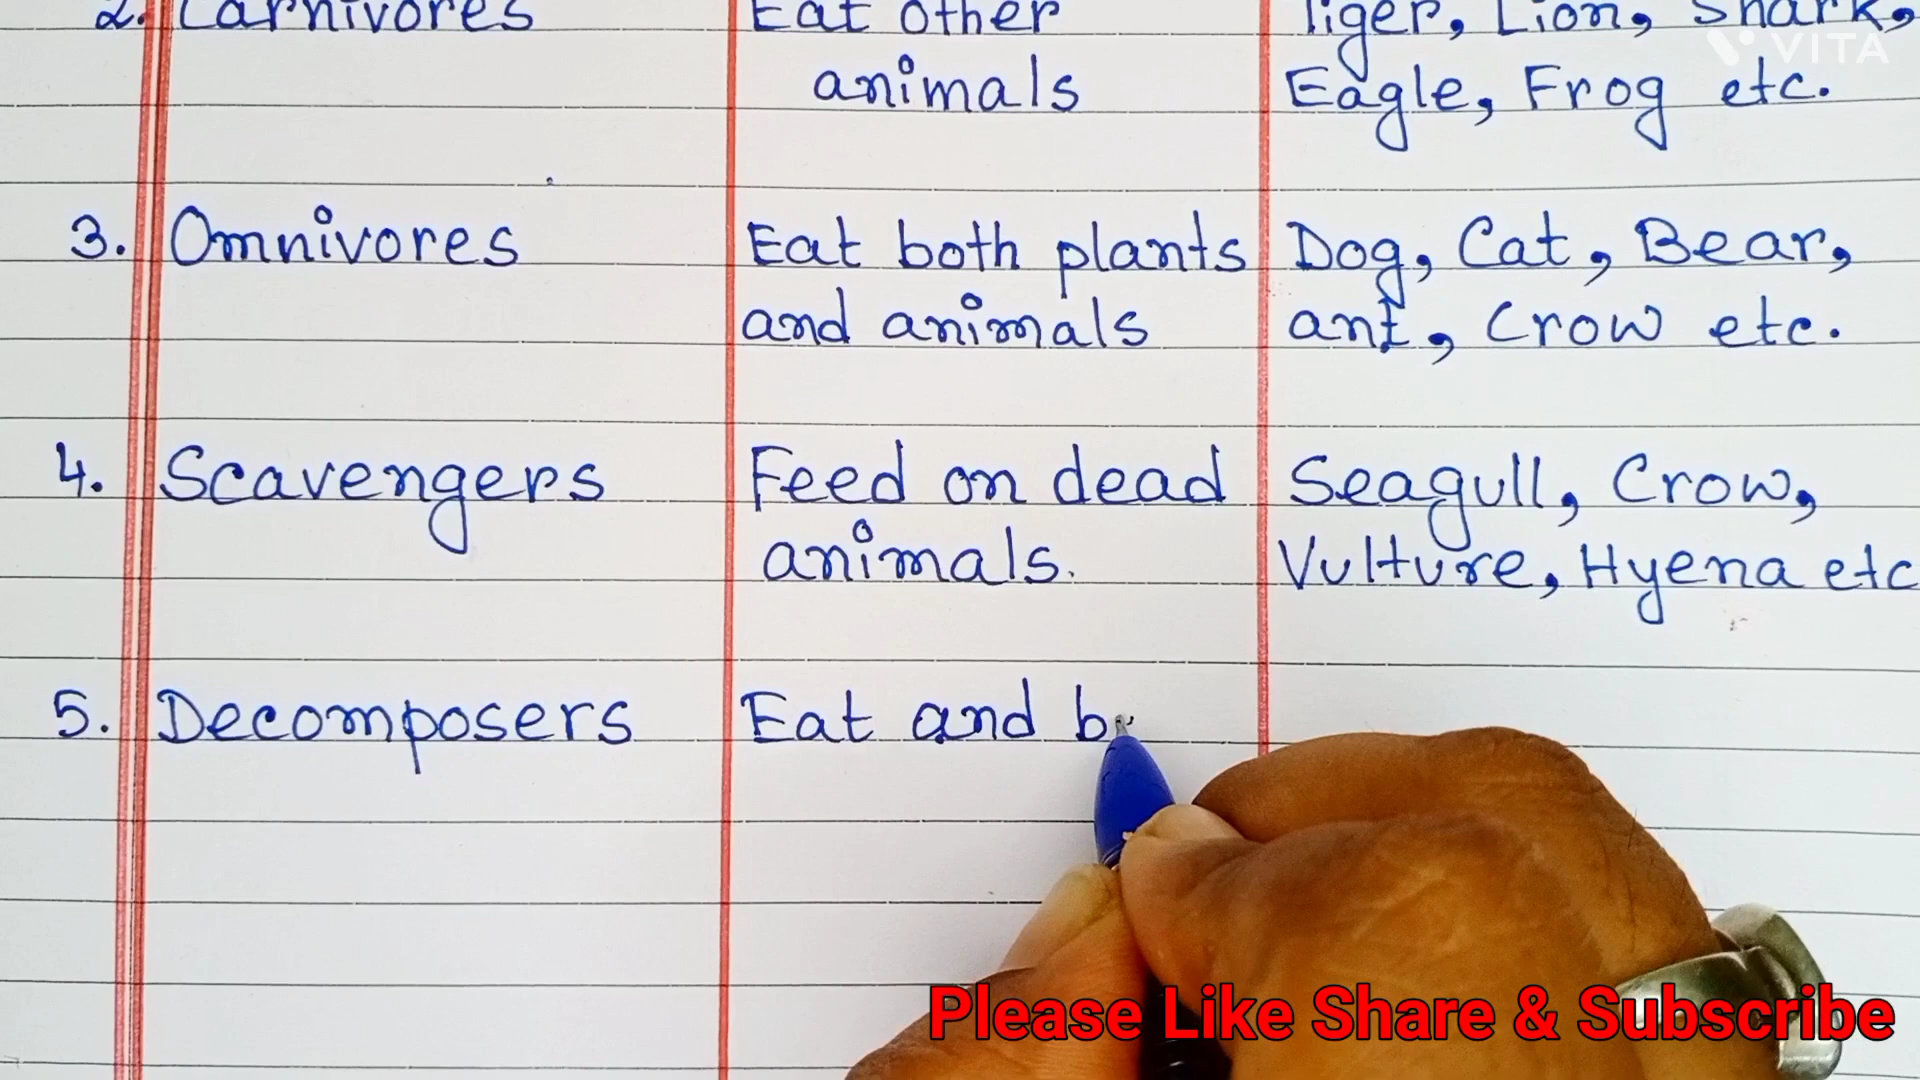 2. Carnivores Eat other Tiger, Lion, Shark,
VITA
animals Eagle, Frog etc.
3. Omnivores Eat both plants Dog, Cat, Bear,
and animals ant, Crow etc.
4. Scavengers Feed on dead Seagull, Crow,
animals. Vulture, Hyena etc
5. Decomposers Eat and b
Please Like Share & Subscribe